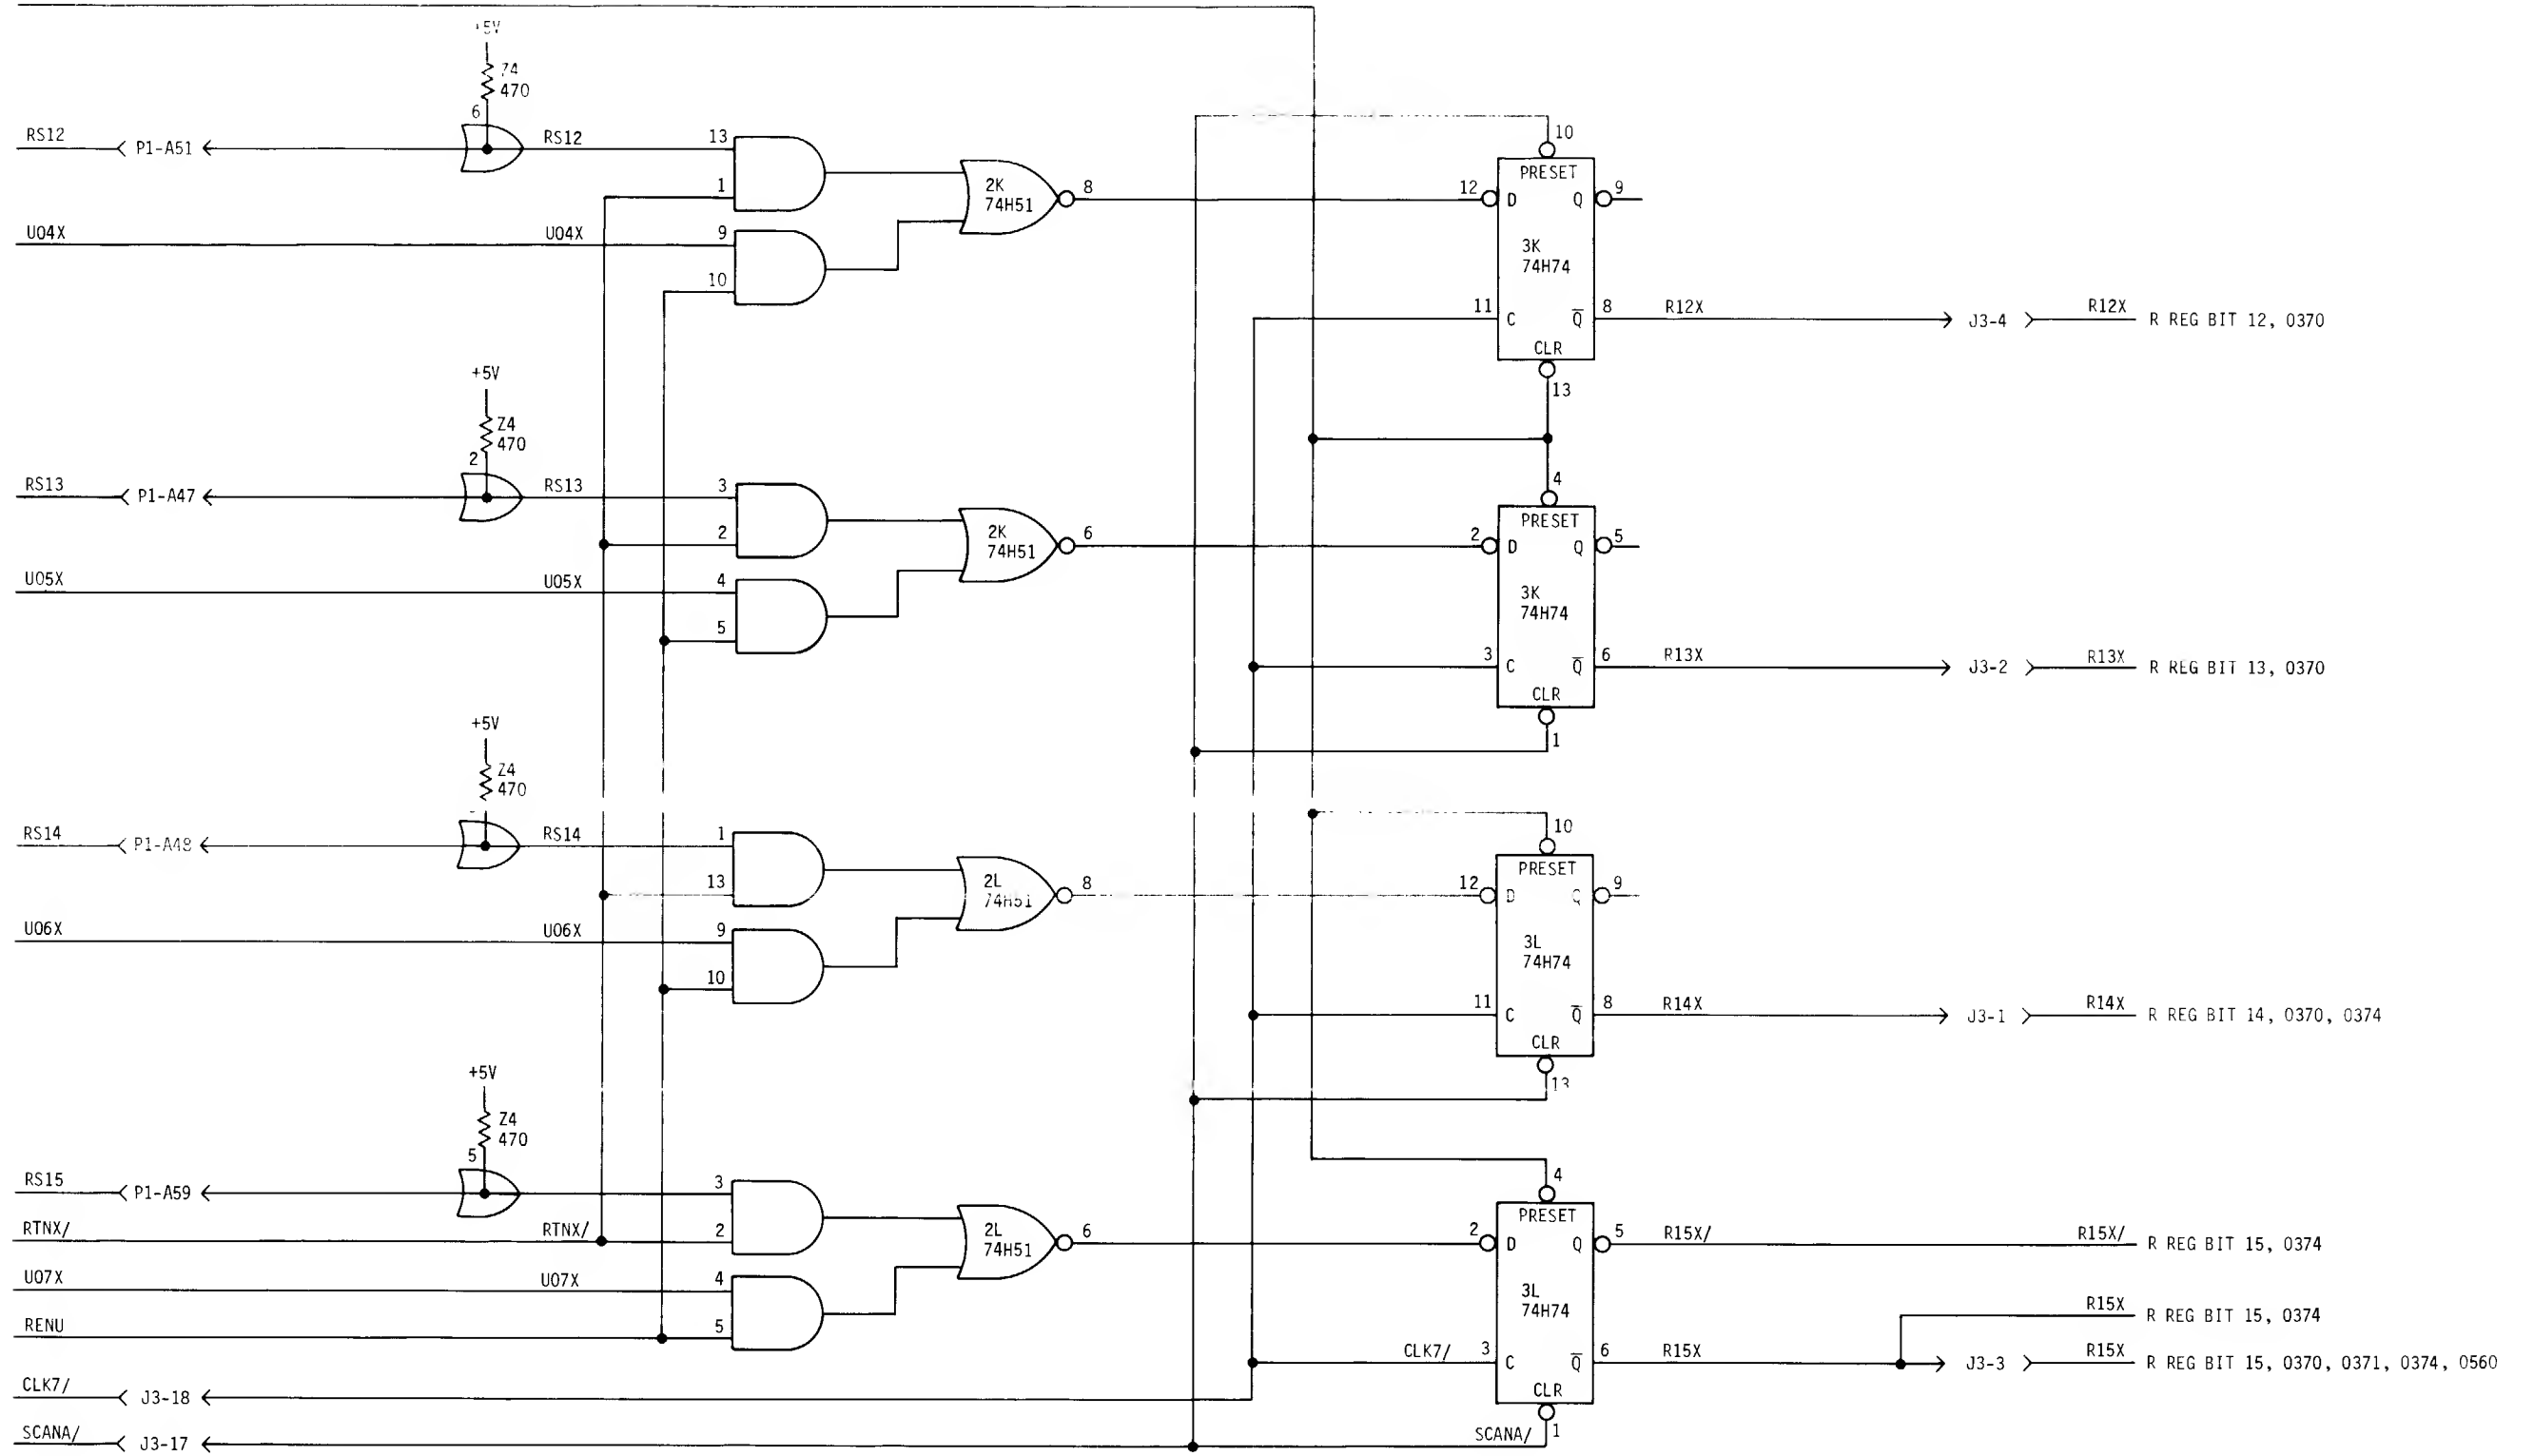 +5V
Z4
470
6
RS12
P1-A51
RS12
13
1
2K
74H51
8
U04X
U04X
9
10
10
PRESET
12
D
Q
9
3K
74H74
11
C
Q̅
8
R12X
J3-4
R12X
R REG BIT 12, 0370
CLR
13
+5V
Z4
470
2
RS13
P1-A47
RS13
3
2
2K
74H51
6
U05X
U05X
4
5
4
PRESET
2
D
Q
5
3K
74H74
3
C
Q̅
6
R13X
J3-2
R13X
R REG BIT 13, 0370
CLR
1
+5V
Z4
470
RS14
P1-A48
RS14
1
13
2L
74H51
8
U06X
U06X
9
10
10
PRESET
12
D
Q
9
3L
74H74
11
C
Q̅
8
R14X
J3-1
R14X
R REG BIT 14, 0370, 0374
CLR
13
+5V
Z4
470
5
RS15
P1-A59
3
RTNX/
RTNX/
2
2L
74H51
6
U07X
U07X
4
RENU
5
4
PRESET
2
D
Q
5
R15X/
R15X/
R REG BIT 15, 0374
3L
74H74
R15X
R REG BIT 15, 0374
CLK7/
3
C
Q̅
6
R15X
J3-3
R15X
R REG BIT 15, 0370, 0371, 0374, 0560
CLR
CLK7/
J3-18
SCANA/
J3-17
SCANA/
1